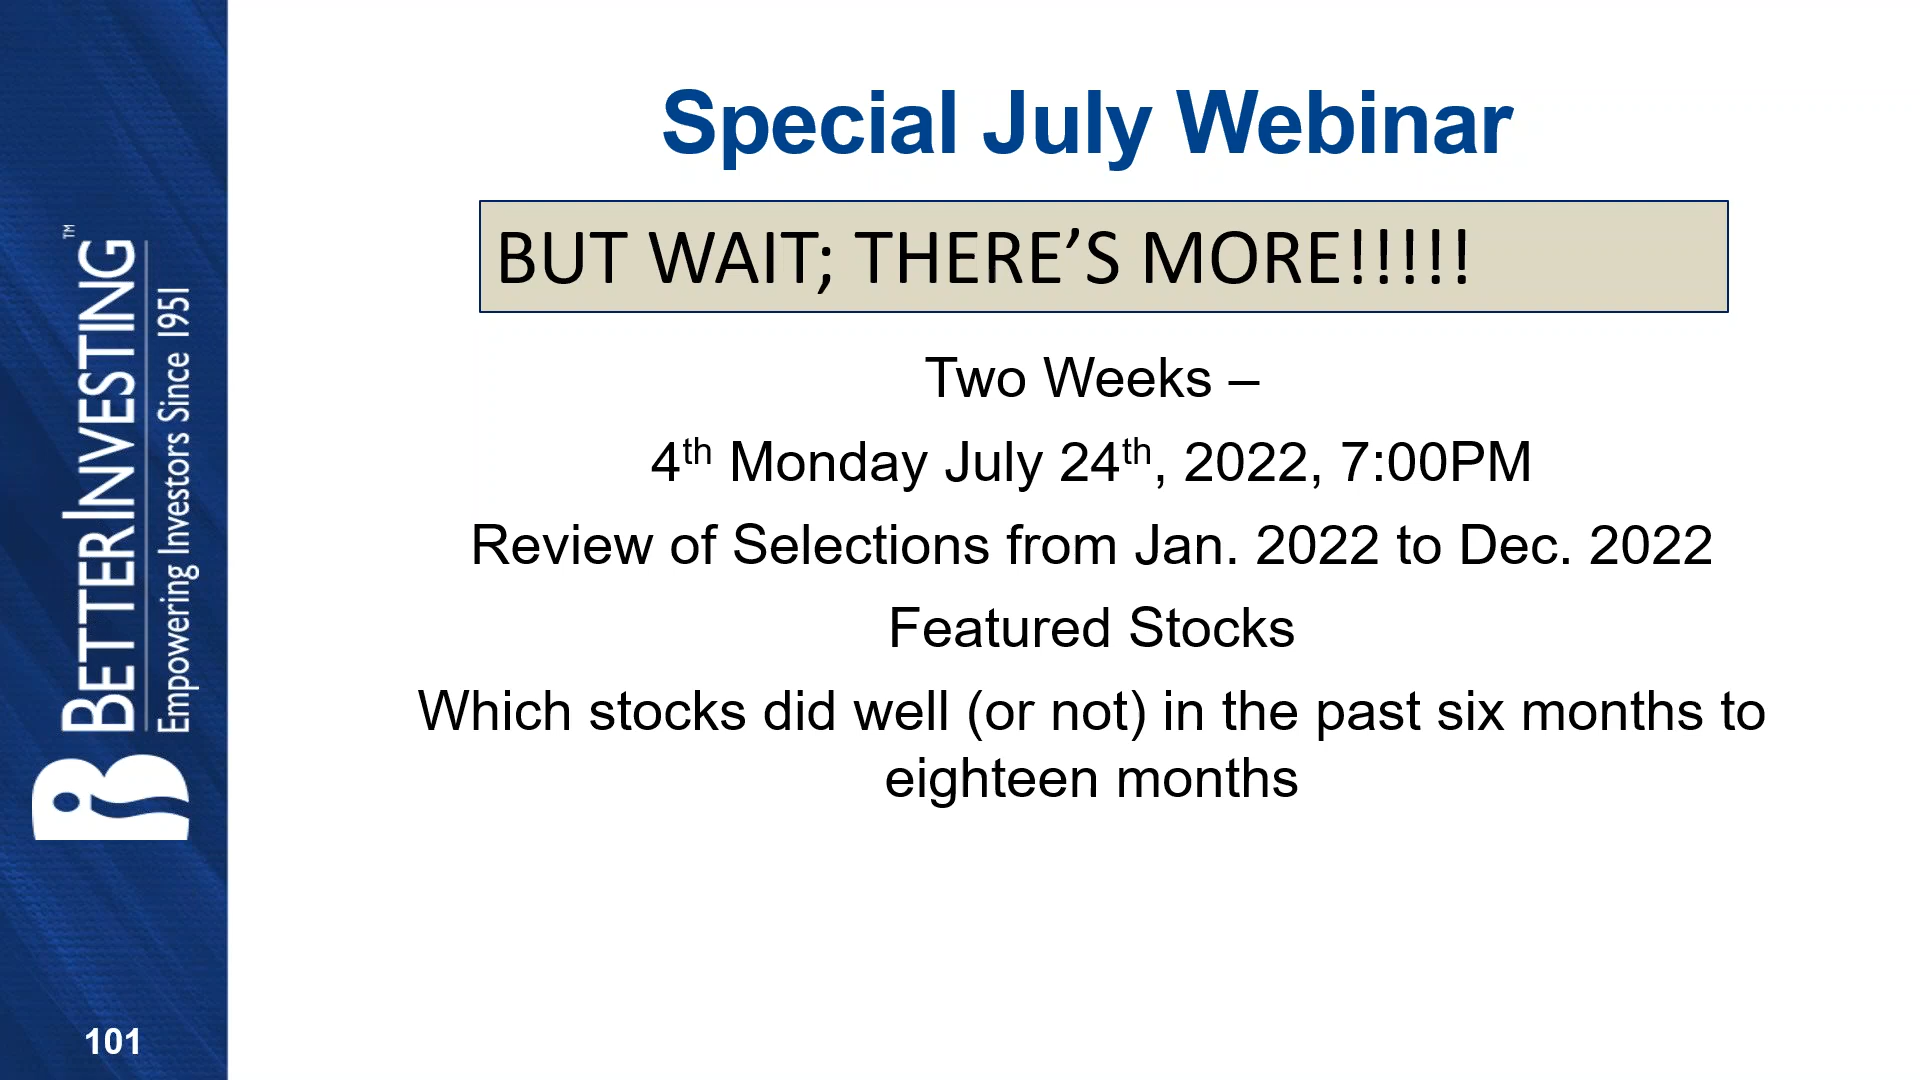 Special July Webinar
BUT WAIT; THERE’S MORE!!!!!
Two Weeks –
4th Monday July 24th, 2022, 7:00PM
Review of Selections from Jan. 2022 to Dec. 2022
Featured Stocks
Which stocks did well (or not) in the past six months to
eighteen months
BETTERINVESTING™
Empowering Investors Since 1951
101